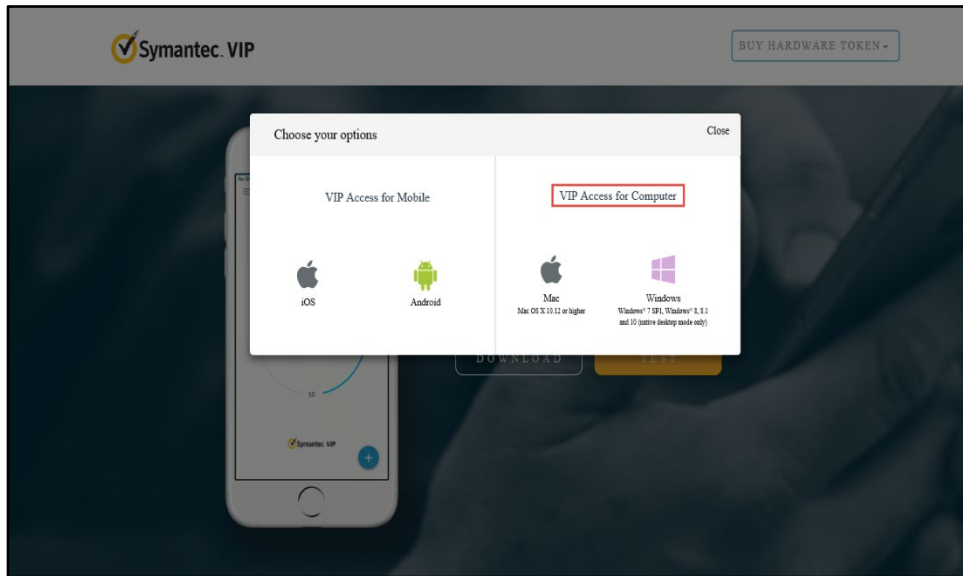 Symantec. VIP
BUY HARDWARE TOKEN
Choose your options
Close
VIP Access for Mobile
VIP Access for Computer
iOS
Android
Mac
Mac OS X 10.12 or higher
Windows
Windows® 7 SP1, Windows® 8, 8.1
and 10 (native desktop mode only)
DOWNLOAD
TEST
10
Symantec. VIP